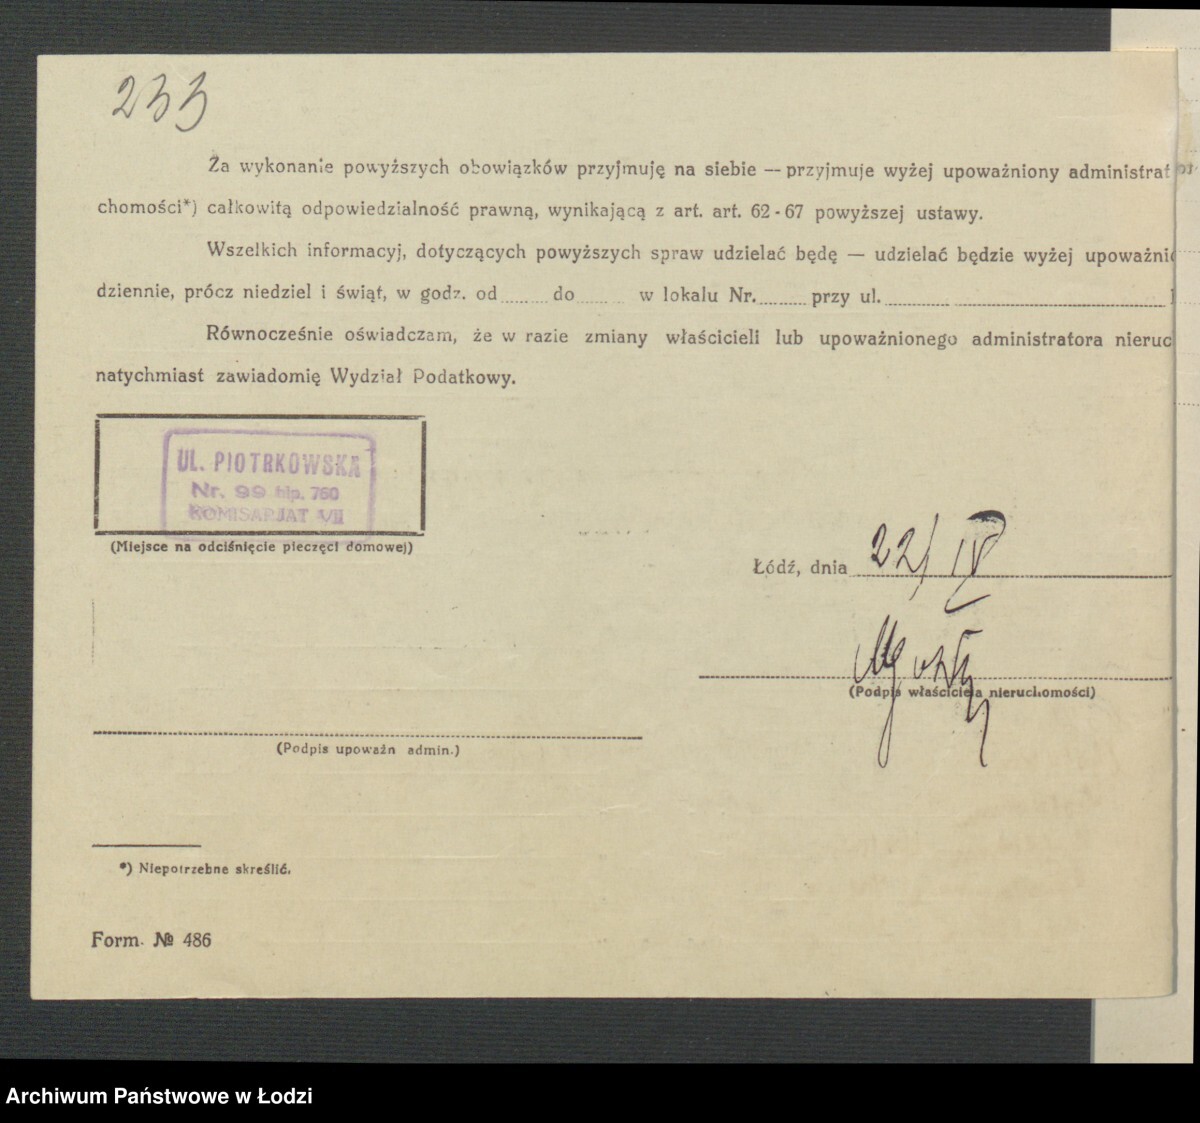 233
Za wykonanie powyższych obowiązków przyjmuję na siebie — przyjmuje wyżej upoważniony administrat
chomości*) całkowitą odpowiedzialność prawną, wynikającą z art. art. 62-67 powyższej ustawy.
Wszelkich informacyj, dotyczących powyższych spraw udzielać będę — udzielać będzie wyżej upoważnio
dziennie, prócz niedziel i świąt, w godz. od ........ do ........ w lokalu Nr. ........ przy ul. ........
Równocześnie oświadczam, że w razie zmiany właścicieli lub upoważnionego administratora nieruc
natychmiast zawiadomię Wydział Podatkowy.
UL. PIOTRKOWSKA
Nr. 99 hip. 760
KOMISARJAT VII
(Miejsce na odciśnięcie pieczęci domowej)
Łódź, dnia 22/IV
(Podpis właściciela nieruchomości)
(Podpis upoważn admin.)
*) Niepotrzebne skreślić.
Form. № 486
Archiwum Państwowe w Łodzi